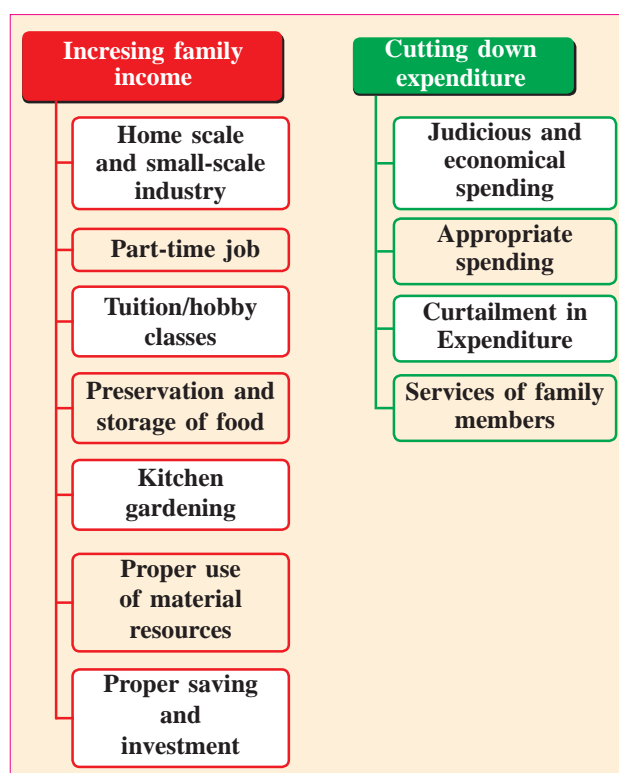 Incresing family
income
Home scale
and small-scale
industry
Part-time job
Tuition/hobby
classes
Preservation and
storage of food
Kitchen
gardening
Proper use
of material
resources
Proper saving
and
investment
Cutting down
expenditure
Judicious and
economical
spending
Appropriate
spending
Curtailment in
Expenditure
Services of family
members